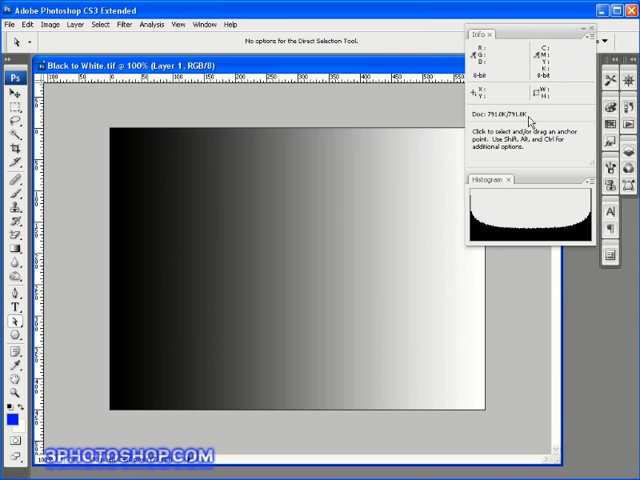 Adobe Photoshop CS3 Extended
File Edit Image Layer Select Filter Analysis View Window Help
No options for the Direct Selection Tool.
Black to White.tif @ 100% (Layer 1, RGB/8)
Info
R: C:
G: M:
B: Y:
K:
8-bit 8-bit
X: W:
Y: H:
Doc: 791.0K/791.0K
Click to select and/or drag an anchor
point. Use Shift, Alt, and Ctrl for
additional options.
Histogram
3PHOTOSHOP.COM